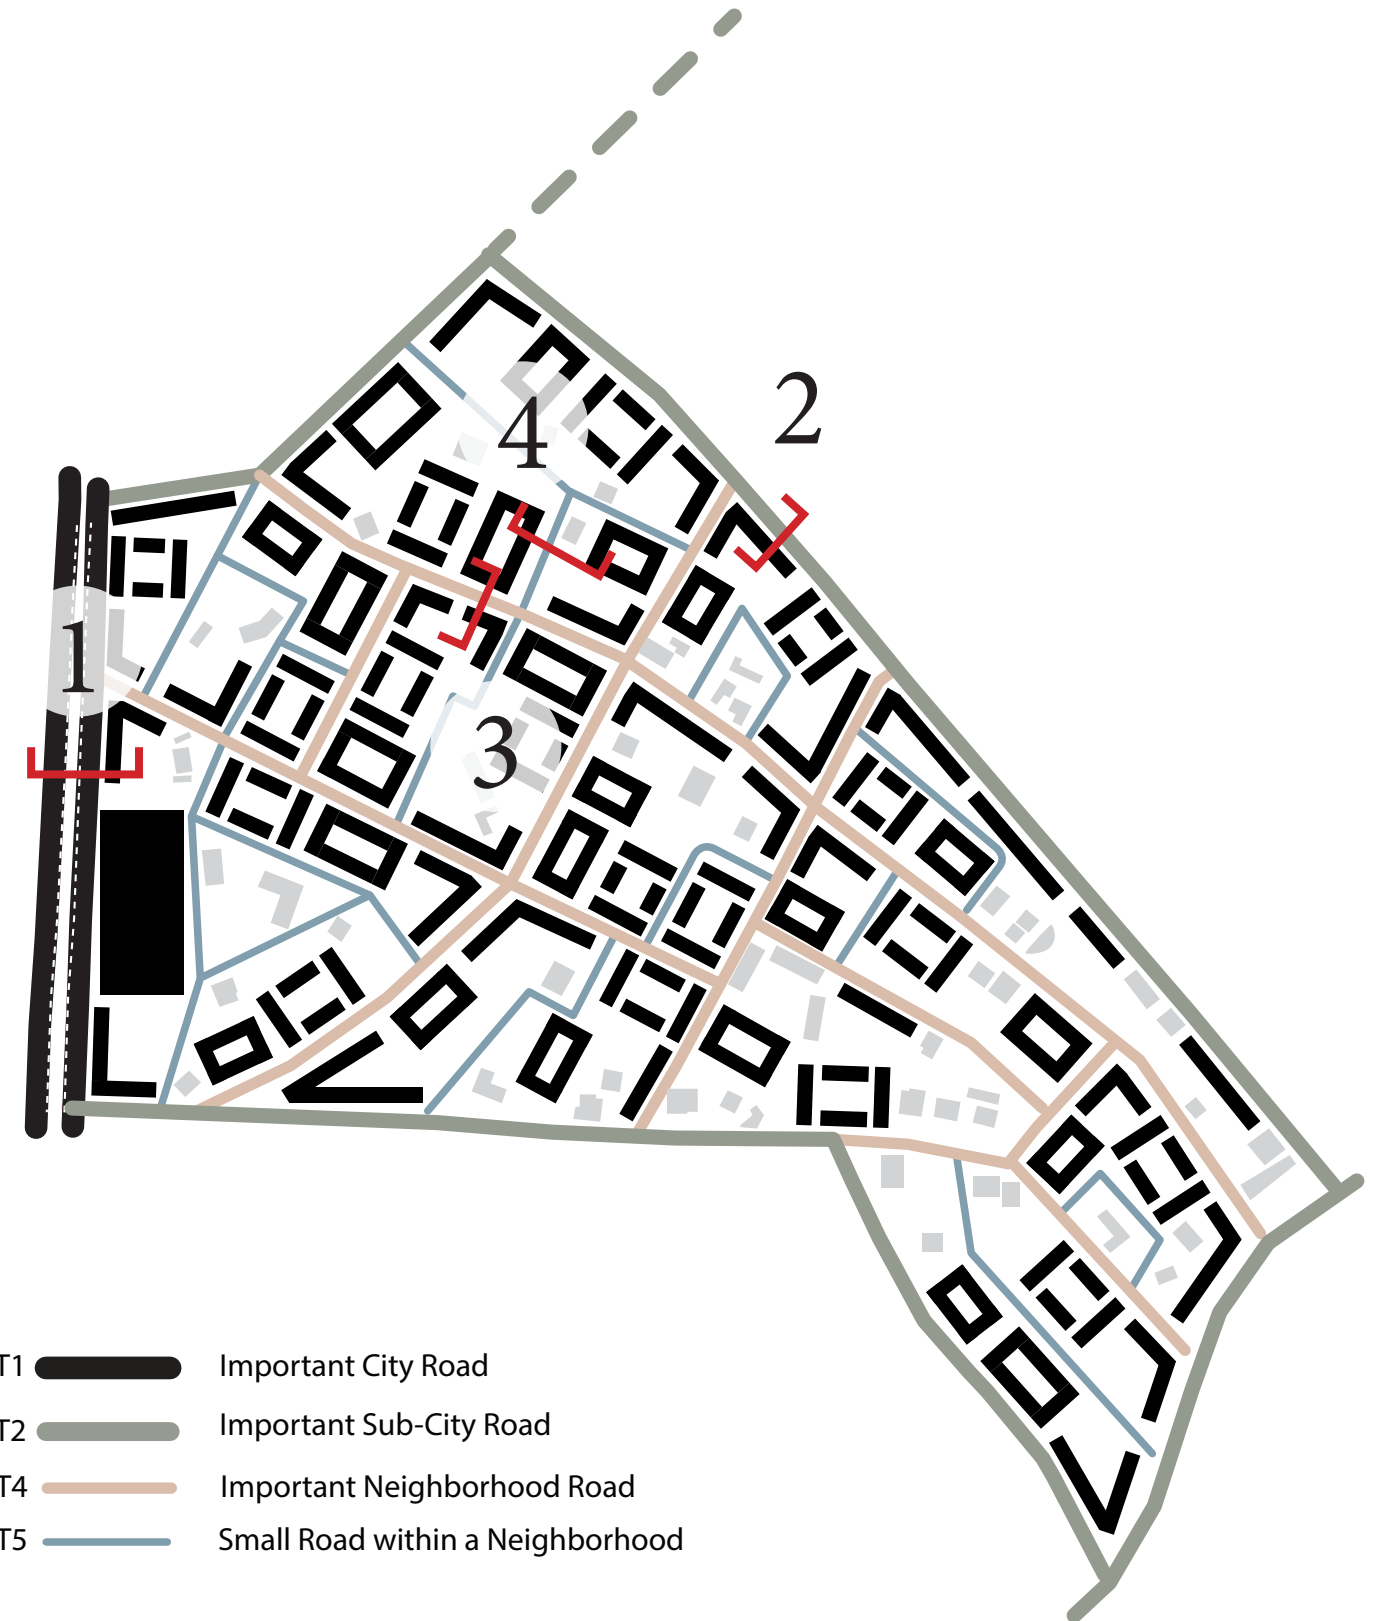 2
4
1
3
T1 Important City Road
T2 Important Sub-City Road
T4 Important Neighborhood Road
T5 Small Road within a Neighborhood